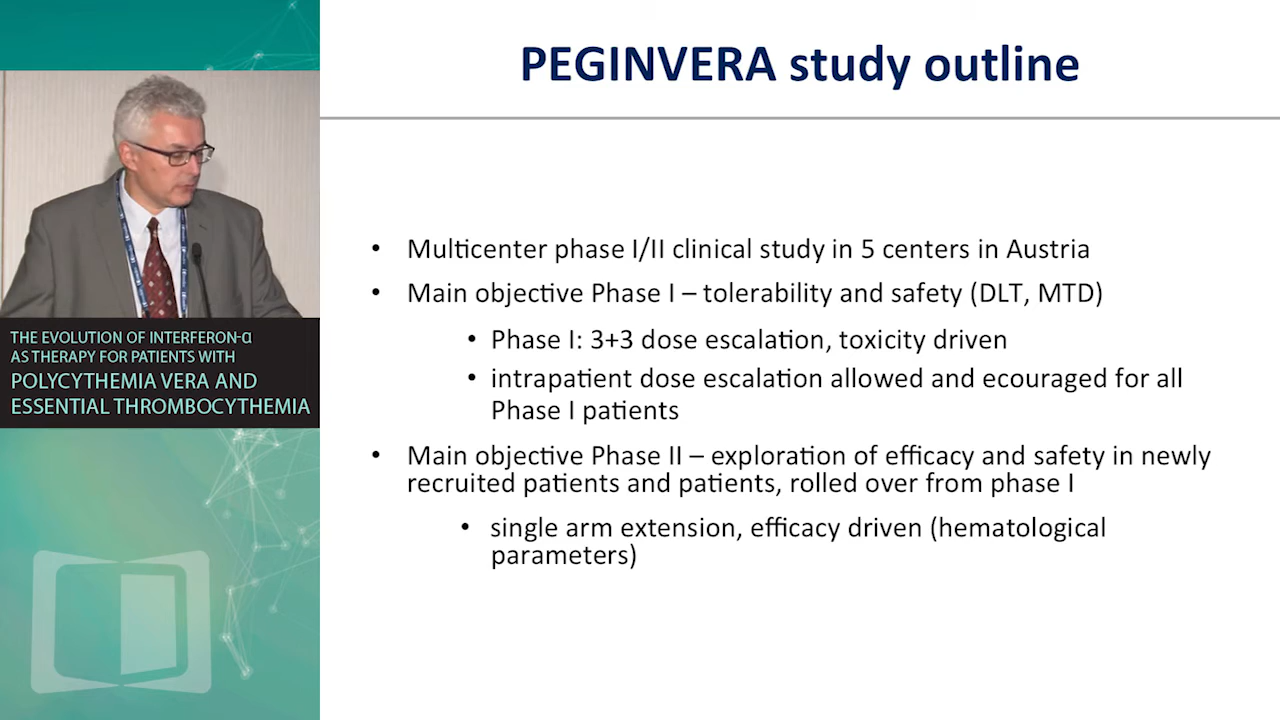 PEGINVERA study outline
• Multicenter phase I/II clinical study in 5 centers in Austria
• Main objective Phase I – tolerability and safety (DLT, MTD)
• Phase I: 3+3 dose escalation, toxicity driven
• intrapatient dose escalation allowed and ecouraged for all
Phase I patients
• Main objective Phase II – exploration of efficacy and safety in newly
recruited patients and patients, rolled over from phase I
• single arm extension, efficacy driven (hematological
parameters)
THE EVOLUTION OF INTERFERON-α
AS THERAPY FOR PATIENTS WITH
POLYCYTHEMIA VERA AND
ESSENTIAL THROMBOCYTHEMIA